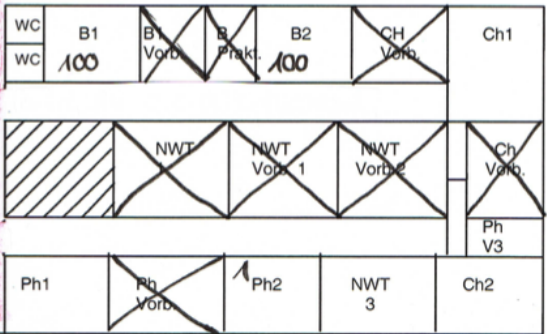 WC
WC
B1
100
B1
Vorb.
B
Prakt.
B2
100
CH
Vorb.
Ch1
NWT
NWT
Vorb 1
NWT
Vorb 2
Ch
Vorb.
Ph
V3
Ph1
Ph
Vorb.
1
Ph2
NWT
3
Ch2